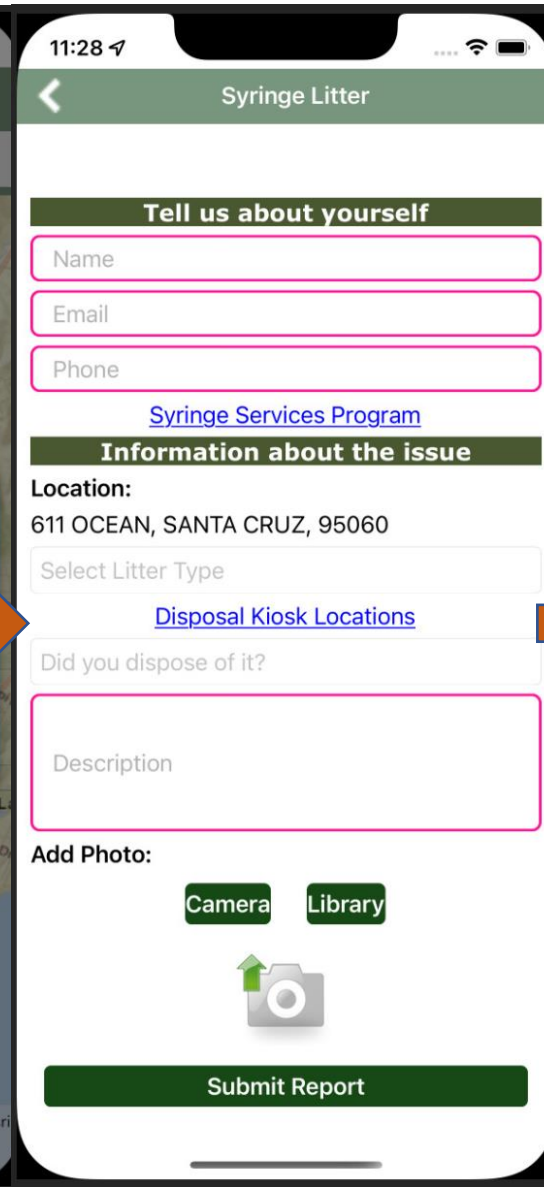 11:28
Syringe Litter
Tell us about yourself
Name
Email
Phone
Syringe Services Program
Information about the issue
Location:
611 OCEAN, SANTA CRUZ, 95060
Select Litter Type
Disposal Kiosk Locations
Did you dispose of it?
Description
Add Photo:
Camera Library
Submit Report